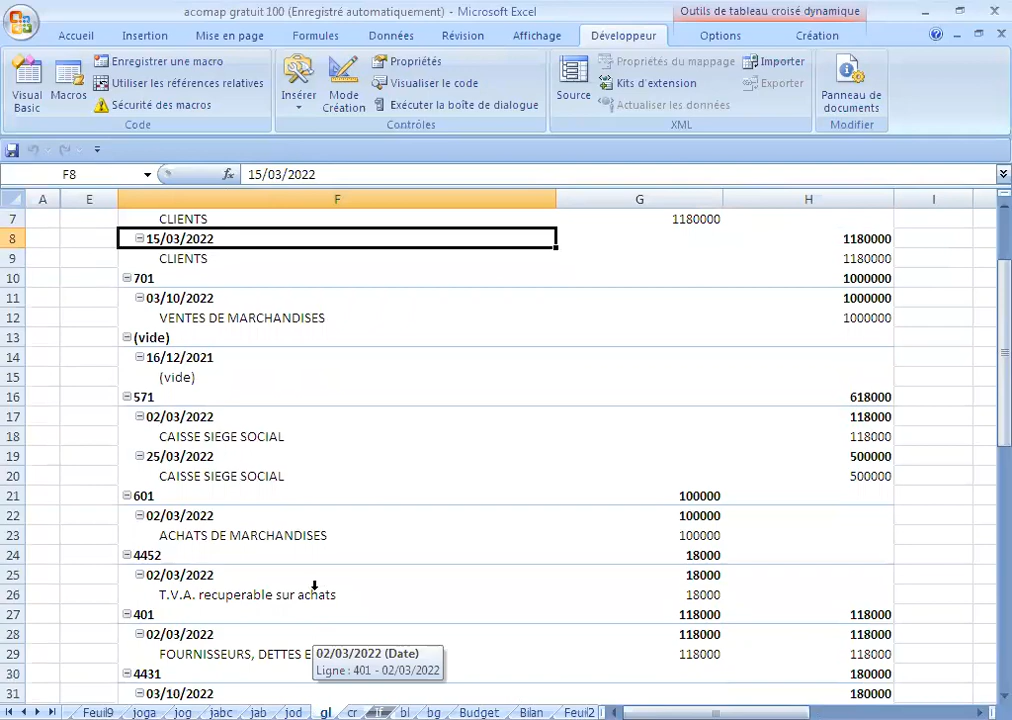 acomap gratuit 100 (Enregistré automatiquement) - Microsoft Excel
Outils de tableau croisé dynamique
Accueil Insertion Mise en page Formules Données Révision Affichage Développeur Options Création
Visual Basic
Macros
Enregistrer une macro
Utiliser les références relatives
Sécurité des macros
Code
Insérer
Mode Création
Propriétés
Visualiser le code
Exécuter la boîte de dialogue
Contrôles
Source
Propriétés du mappage
Kits d'extension
Actualiser les données
Importer
Exporter
XML
Panneau de documents
Modifier
F8 fx 15/03/2022
A E F G H I
7 CLIENTS 1180000
8 15/03/2022 1180000
9 CLIENTS 1180000
10 701 1000000
11 03/10/2022 1000000
12 VENTES DE MARCHANDISES 1000000
13 (vide)
14 16/12/2021
15 (vide)
16 571 618000
17 02/03/2022 118000
18 CAISSE SIEGE SOCIAL 118000
19 25/03/2022 500000
20 CAISSE SIEGE SOCIAL 500000
21 601 100000
22 02/03/2022 100000
23 ACHATS DE MARCHANDISES 100000
24 4452 18000
25 02/03/2022 18000
26 T.V.A. recuperable sur achats 18000
27 401 118000 118000
28 02/03/2022 118000 118000
29 FOURNISSEURS, DETTES E 118000 118000
02/03/2022 (Date)
Ligne : 401 - 02/03/2022
30 4431 180000
31 03/10/2022 180000
Feuil9 joga jog jabc jab jod gl cr tf bl bg Budget Bilan Feuil2